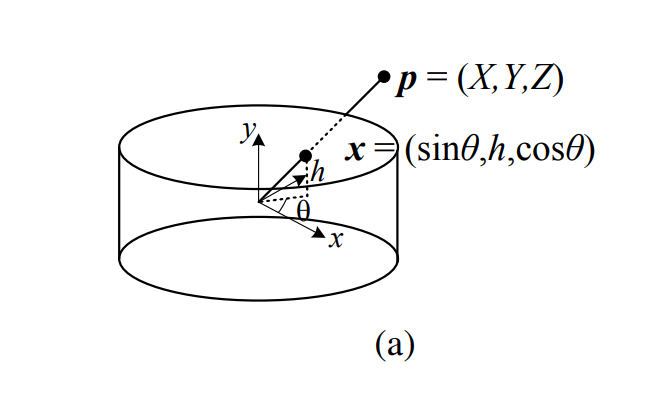 p = (X,Y,Z)
y
x = (sinθ,h,cosθ)
h
θ
x
(a)